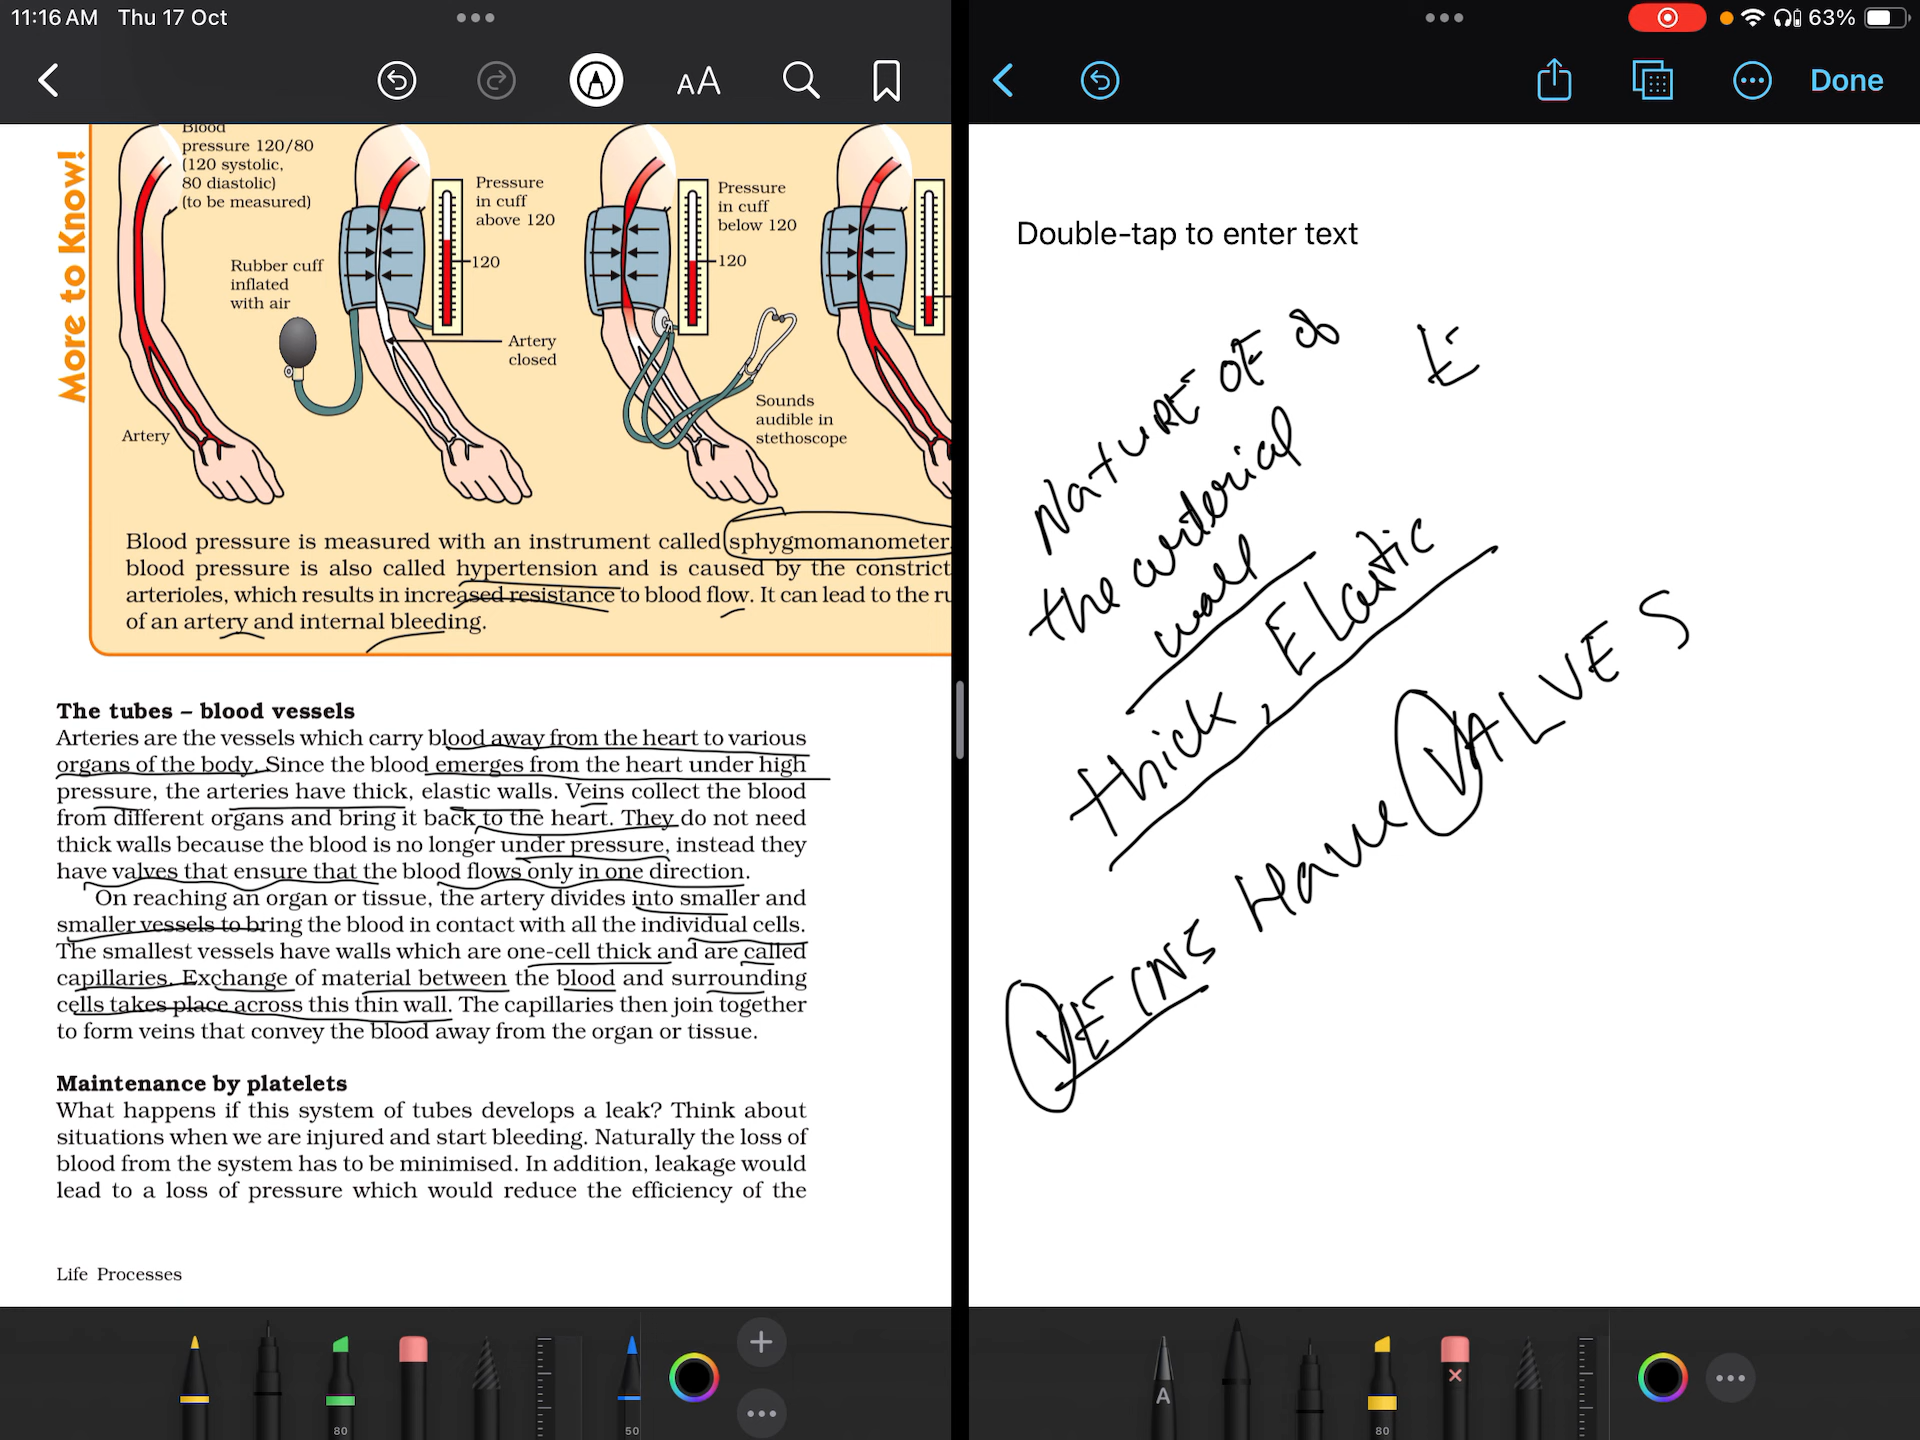 11:16 AM Thu 17 Oct
63%
AA
Done
More to Know!
Blood
pressure 120/80
(120 systolic,
80 diastolic)
(to be measured)
Artery
Rubber cuff
inflated
with air
Pressure
in cuff
above 120
120
Artery
closed
Pressure
in cuff
below 120
120
Sounds
audible in
stethoscope
Blood pressure is measured with an instrument called sphygmomanometer
blood pressure is also called hypertension and is caused by the constrict
arterioles, which results in increased resistance to blood flow. It can lead to the ru
of an artery and internal bleeding.
The tubes – blood vessels
Arteries are the vessels which carry blood away from the heart to various
organs of the body. Since the blood emerges from the heart under high
pressure, the arteries have thick, elastic walls. Veins collect the blood
from different organs and bring it back to the heart. They do not need
thick walls because the blood is no longer under pressure, instead they
have valves that ensure that the blood flows only in one direction.
On reaching an organ or tissue, the artery divides into smaller and
smaller vessels to bring the blood in contact with all the individual cells.
The smallest vessels have walls which are one-cell thick and are called
capillaries. Exchange of material between the blood and surrounding
cells takes place across this thin wall. The capillaries then join together
to form veins that convey the blood away from the organ or tissue.
Maintenance by platelets
What happens if this system of tubes develops a leak? Think about
situations when we are injured and start bleeding. Naturally the loss of
blood from the system has to be minimised. In addition, leakage would
lead to a loss of pressure which would reduce the efficiency of the
Life Processes
80
50
Double-tap to enter text
NatURE OF
E
the arterial
wall
thick, Elastic
VEINS Have VALVES
A
80